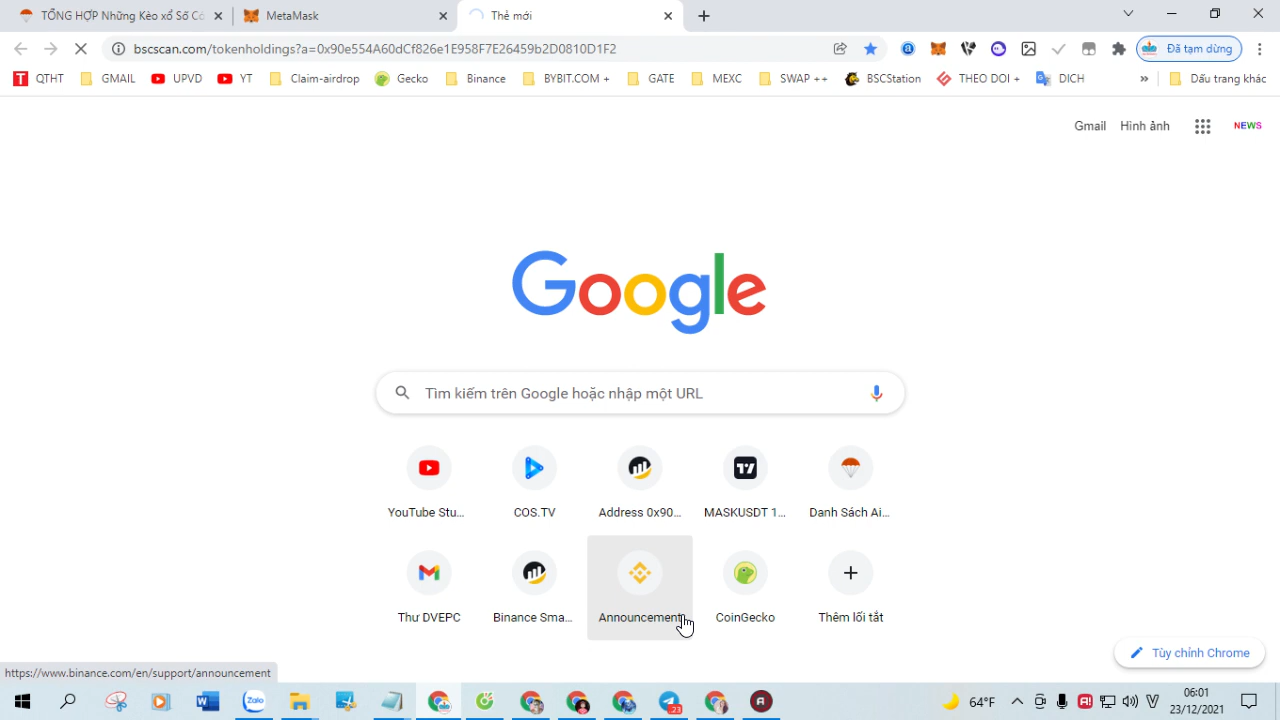 TỔNG HỢP Những Kèo xổ Số Cô
MetaMask
Thẻ mới
bscscan.com/tokenholdings?a=0x90e554A60dCf826e1E958F7E26459b2D0810D1F2
Đã tạm dừng
QTHT
GMAIL
UPVD
YT
Claim-airdrop
Gecko
Binance
BYBIT.COM +
GATE
MEXC
SWAP ++
BSCStation
THEO DOI +
DICH
»
Dấu trang khác
Gmail
Hình ảnh
NEWS
Google
Tìm kiếm trên Google hoặc nhập một URL
YouTube Stu...
COS.TV
Address 0x90...
MASKUSDT 1...
Danh Sách Ai...
Thư DVEPC
Binance Sma...
Announcement
CoinGecko
Thêm lối tắt
Tùy chỉnh Chrome
https://www.binance.com/en/support/announcement
Zalo
23
64°F
06:01
23/12/2021